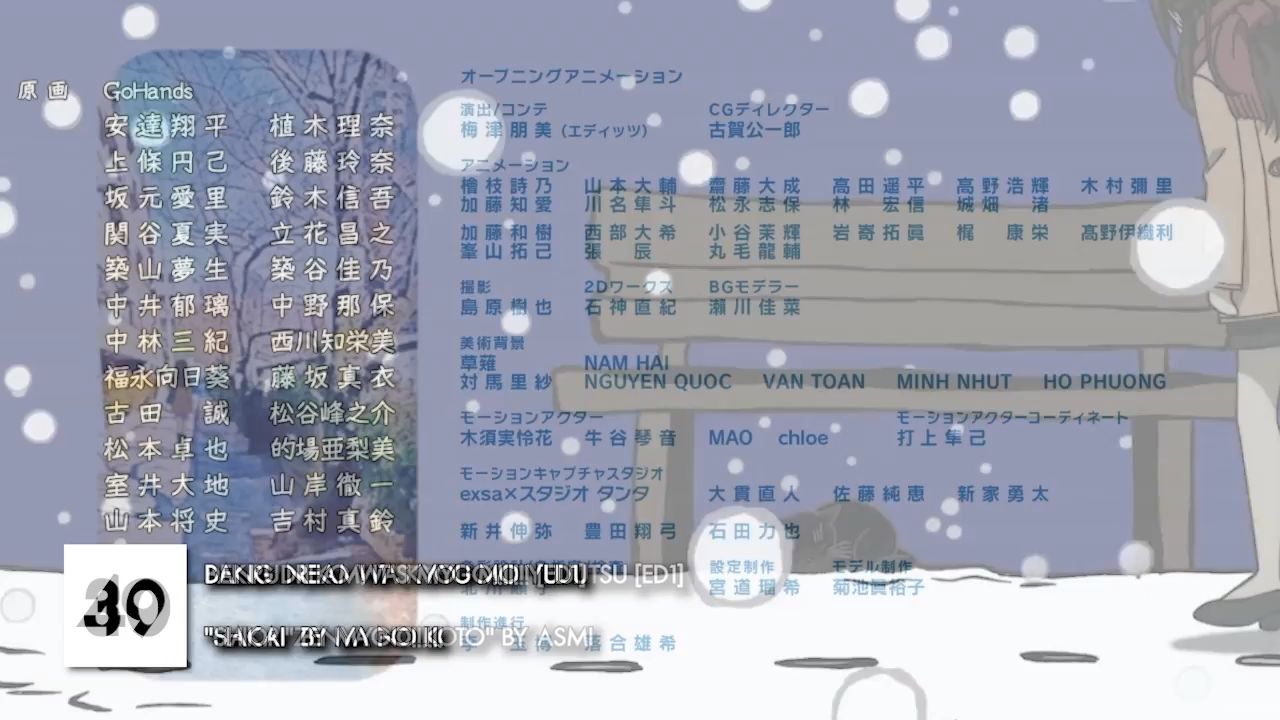 原画 GoHands
安達翔平 植木理奈
上條円己 後藤玲奈
坂元愛里 鈴木信吾
関谷夏実 立花昌之
築山夢生 築谷佳乃
中井郁璃 中野那保
中林三紀 西川知栄美
福永向日葵 藤坂真衣
古田 誠 松谷峰之介
松本卓也 的場亜梨美
室井大地 山岸徹一
山本将史 吉村真鈴
オープニングアニメーション
演出/コンテ CGディレクター
梅津朋美(エディッツ) 古賀公一郎
アニメーション
檜枝詩乃 山本大輔 齋藤大成 高田遥平 高野浩輝 木村彌里
加藤知愛 川名隼斗 松永志保 林 宏信 城畑 渚
加藤和樹 西部大希 小谷茉輝 岩嵜拓眞 梶 康栄 髙野伊織利
峯山拓己 張 辰 丸毛龍輔
撮影 2Dワークス BGモデラー
島原樹也 石神直紀 瀬川佳菜
美術背景
草薙 NAM HAI
対馬里紗 NGUYEN QUOC VAN TOAN MINH NHUT HO PHUONG
モーションアクター モーションアクターコーディネート
木須実怜花 牛谷琴音 MAO chloe 打上隼己
モーションキャプチャスタジオ
exsa×スタジオ タンタ 大貫直人 佐藤純恵 新家勇太
新井伸弥 豊田翔弓 石田力也
設定制作 モデル制作
宮道瑠希 菊池眞裕子
制作進行
落合雄希
BY ASMI